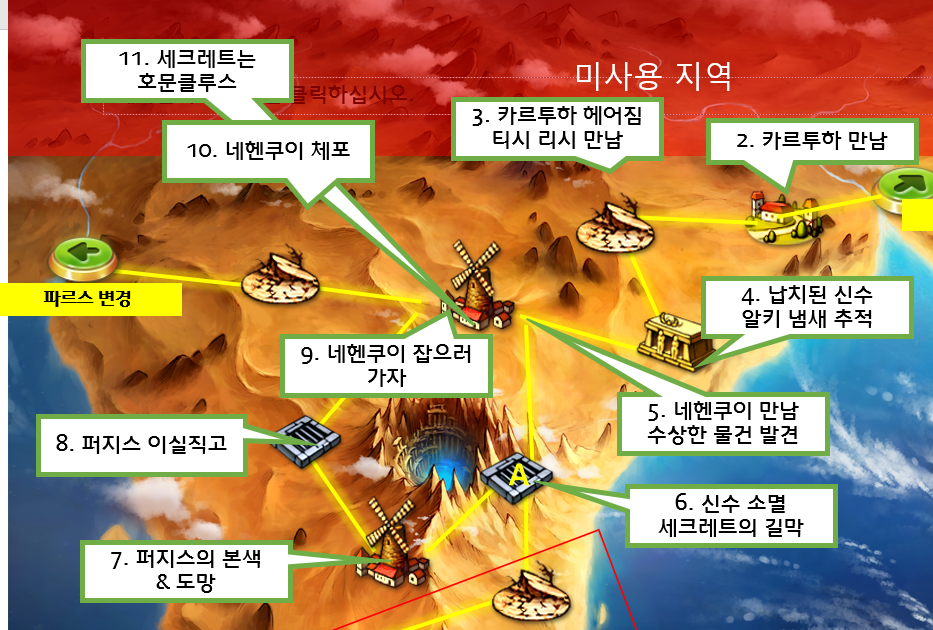 미사용 지역
11. 세크레트는
호문클루스
클릭하십시오.
10. 네헨쿠이 체포
3. 카르투하 헤어짐
티시 리시 만남
2. 카르투하 만남
파르스 변경
4. 납치된 신수
알키 냄새 추적
9. 네헨쿠이 잡으러
가자
5. 네헨쿠이 만남
수상한 물건 발견
8. 퍼지스 이실직고
A
6. 신수 소멸
세크레트의 길막
7. 퍼지스의 본색
& 도망